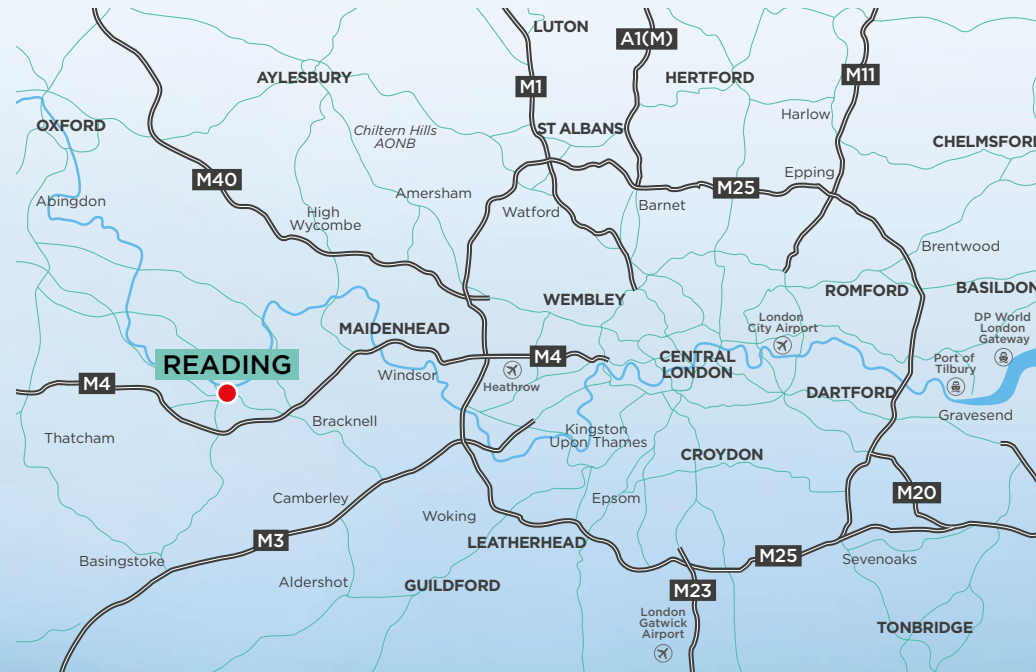 LUTON
A1(M)
AYLESBURY
M1
HERTFORD
M11
Harlow
OXFORD
Chiltern Hills
AONB
ST ALBANS
CHELMSFORD
M40
Epping
M25
Amersham
Abingdon
High
Wycombe
Watford
Barnet
Brentwood
ROMFORD
BASILDON
WEMBLEY
London
City Airport
DP World
London
Gateway
MAIDENHEAD
READING
M4
CENTRAL
LONDON
Port of
Tilbury
M4
Windsor
Heathrow
DARTFORD
Gravesend
Bracknell
Thatcham
Kingston
Upon Thames
CROYDON
Camberley
Epsom
M20
Woking
M3
LEATHERHEAD
M25
Basingstoke
Sevenoaks
Aldershot
GUILDFORD
M23
London
Gatwick
Airport
TONBRIDGE